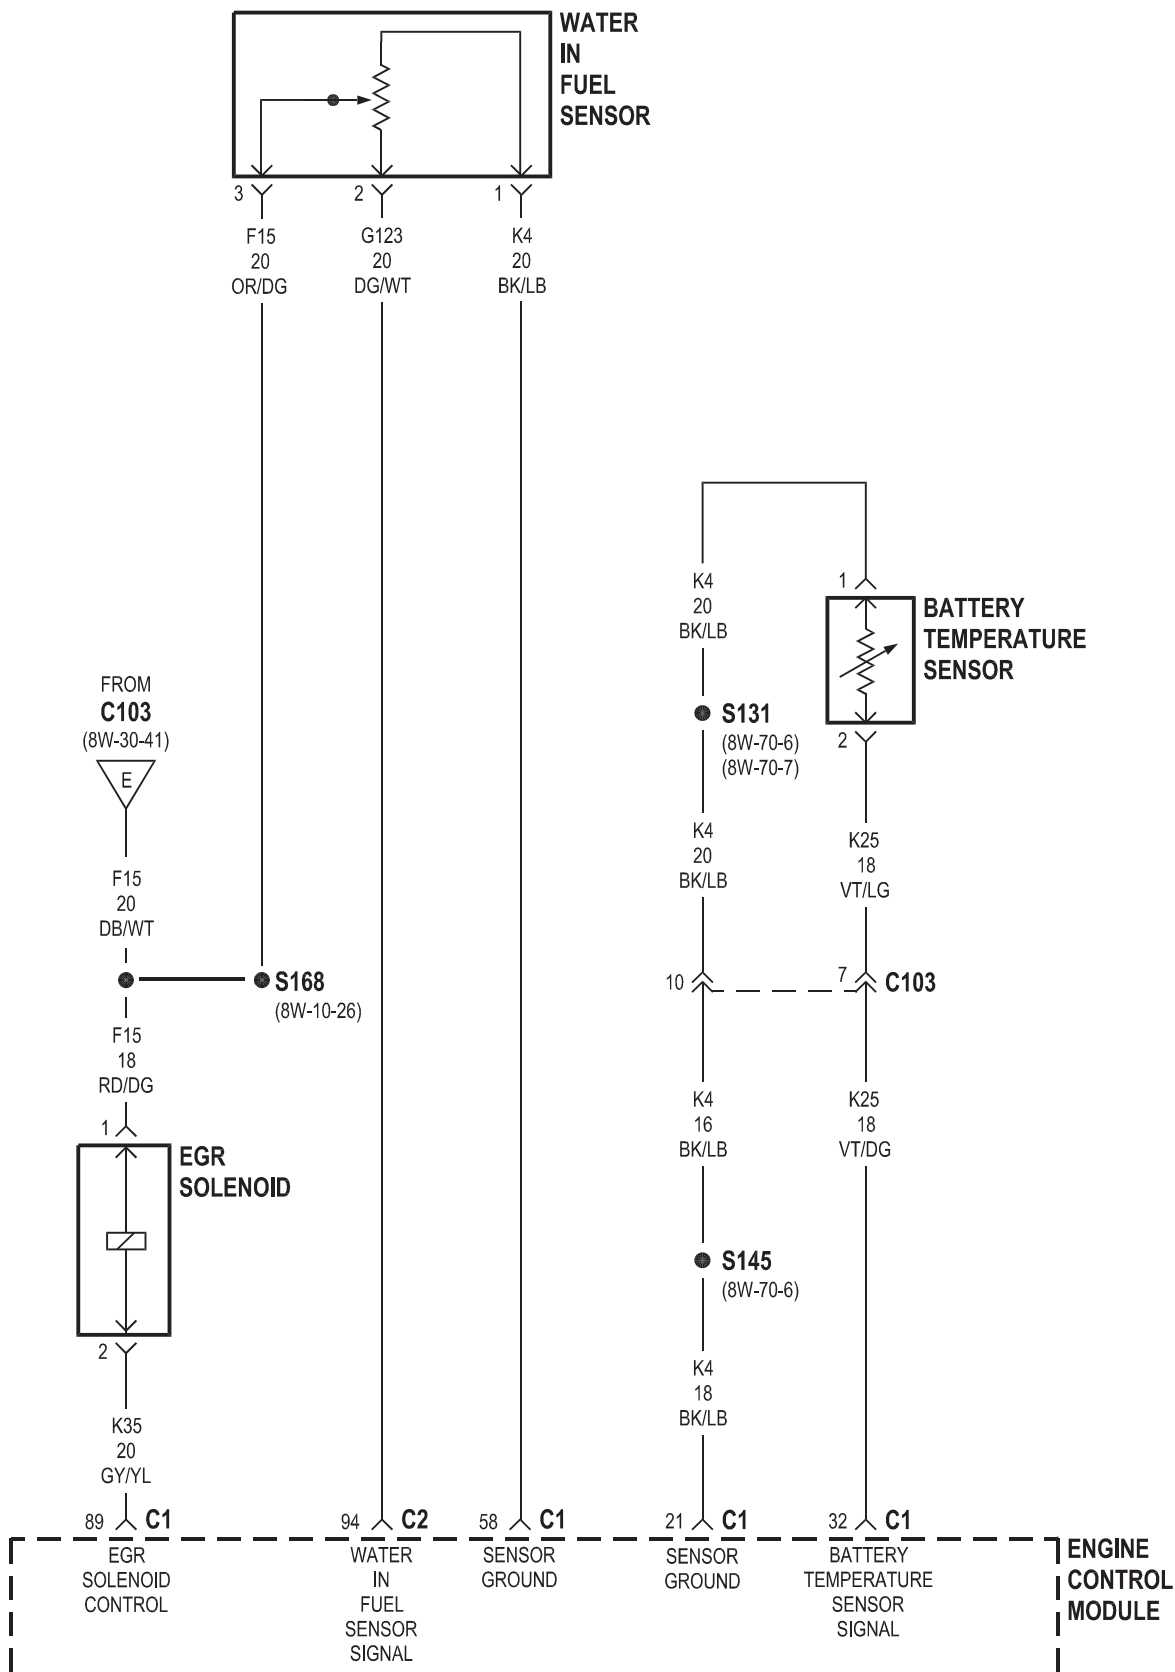 WATER
IN
FUEL
SENSOR
3
2
1
F15
20
OR/DG
G123
20
DG/WT
K4
20
BK/LB
K4
20
BK/LB
1
BATTERY
TEMPERATURE
SENSOR
2
S131
(8W-70-6)
(8W-70-7)
FROM
C103
(8W-30-41)
E
K4
20
BK/LB
K25
18
VT/LG
F15
20
DB/WT
S168
(8W-10-26)
10
7
C103
F15
18
RD/DG
K4
16
BK/LB
K25
18
VT/DG
1
EGR
SOLENOID
2
S145
(8W-70-6)
K4
18
BK/LB
K35
20
GY/YL
89 C1
94 C2
58 C1
21 C1
32 C1
EGR
SOLENOID
CONTROL
WATER
IN
FUEL
SENSOR
SIGNAL
SENSOR
GROUND
SENSOR
GROUND
BATTERY
TEMPERATURE
SENSOR
SIGNAL
ENGINE
CONTROL
MODULE